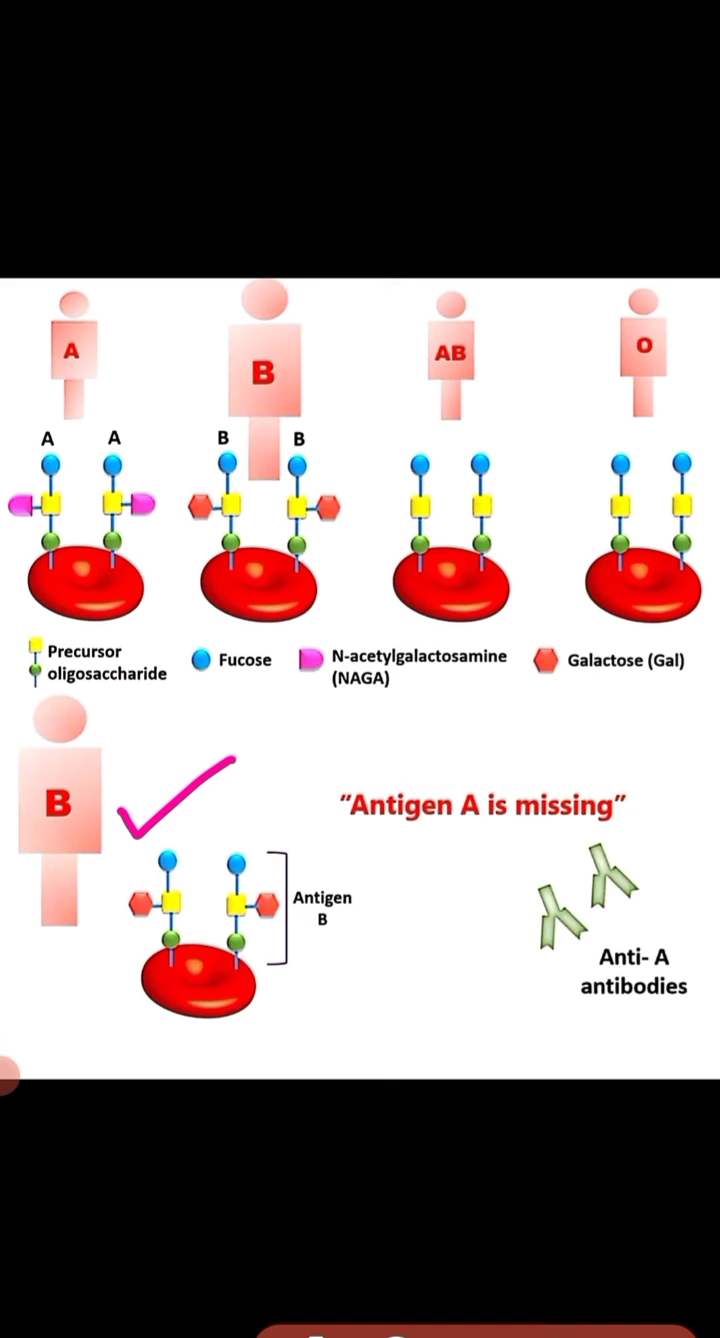 A
B
AB
O
A A B B
Precursor
oligosaccharide
Fucose
N-acetylgalactosamine
(NAGA)
Galactose (Gal)
B
"Antigen A is missing"
Antigen
B
Anti- A
antibodies